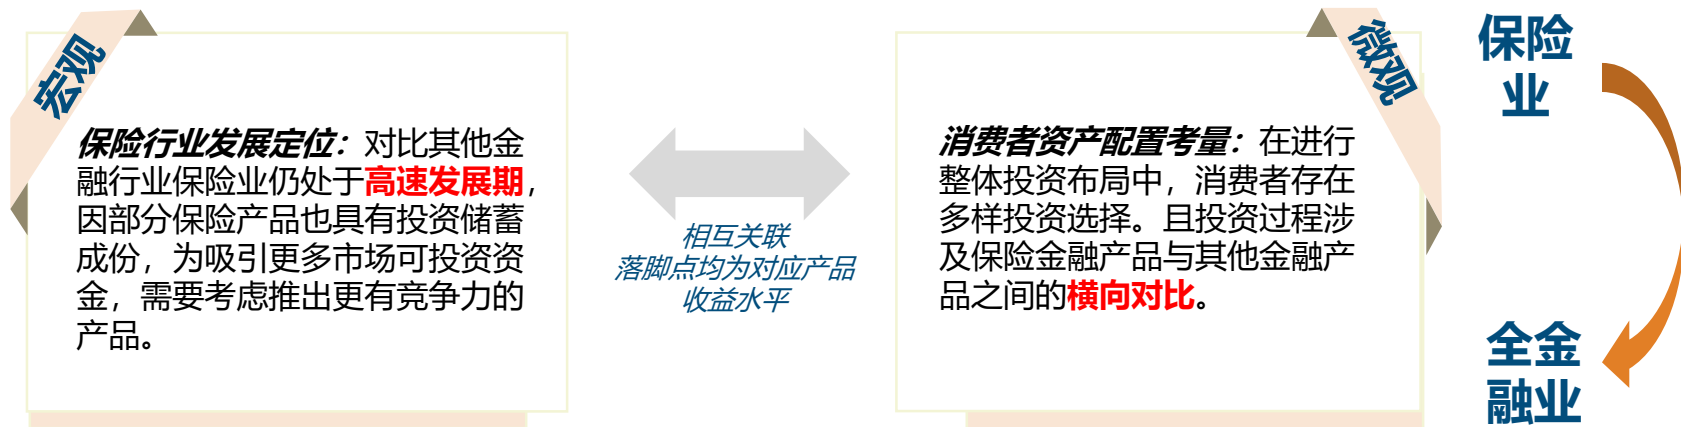 宏观
保险行业发展定位：对比其他金
融行业保险业仍处于高速发展期，
因部分保险产品也具有投资储蓄
成份，为吸引更多市场可投资资
金，需要考虑推出更有竞争力的
产品。
相互关联
落脚点均为对应产品
收益水平
微观
消费者资产配置考量：在进行
整体投资布局中，消费者存在
多样投资选择。且投资过程涉
及保险金融产品与其他金融产
品之间的横向对比。
保险
业
全金
融业